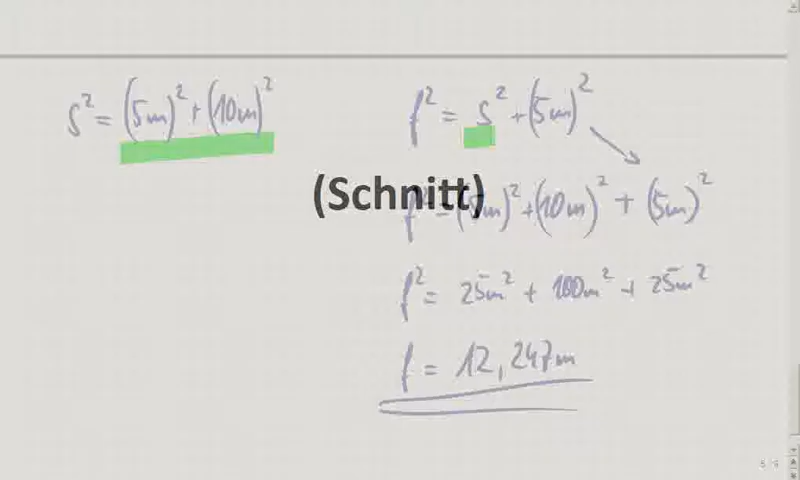 s² = (5m)² + (10m)²
f² = s² + (5m)²
(Schnitt)
f² = (5m)² + (10m)² + (5m)²
f² = 25m² + 100m² + 25m²
f = 12,247m